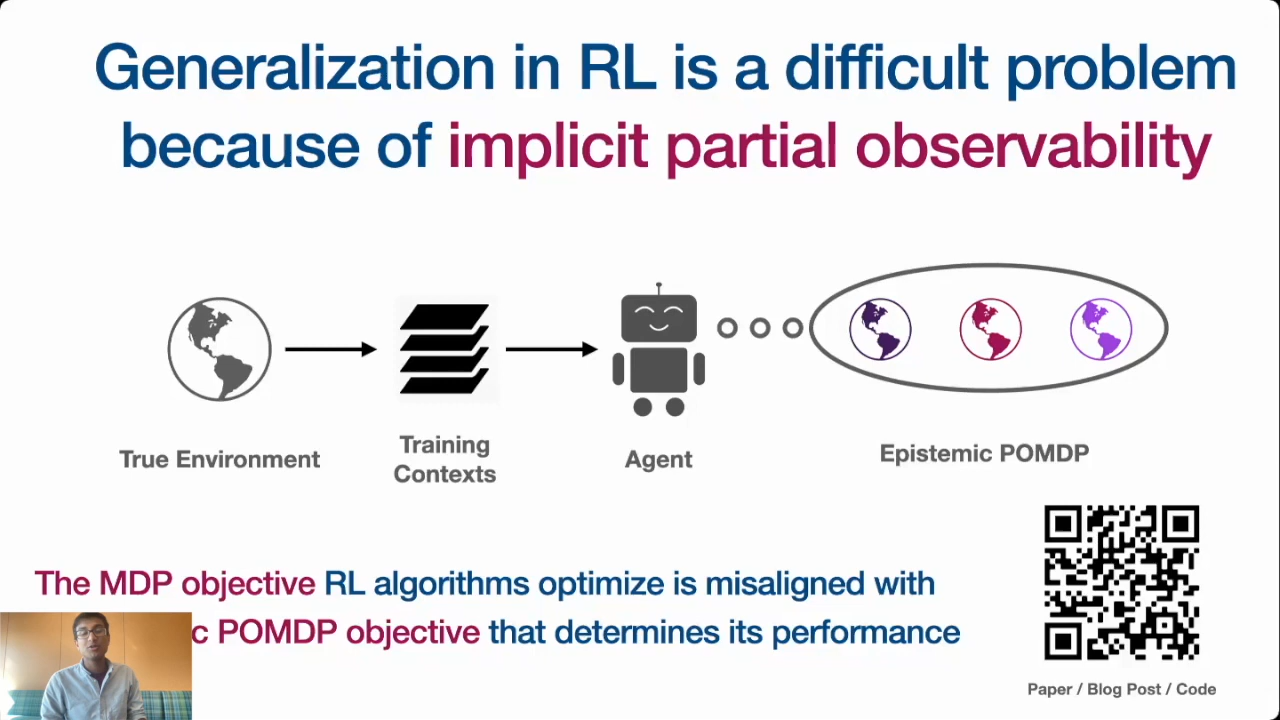 Generalization in RL is a difficult problem
because of implicit partial observability
True Environment
Training
Contexts
Agent
Epistemic POMDP
The MDP objective RL algorithms optimize is misaligned with
POMDP objective that determines its performance
Paper / Blog Post / Code